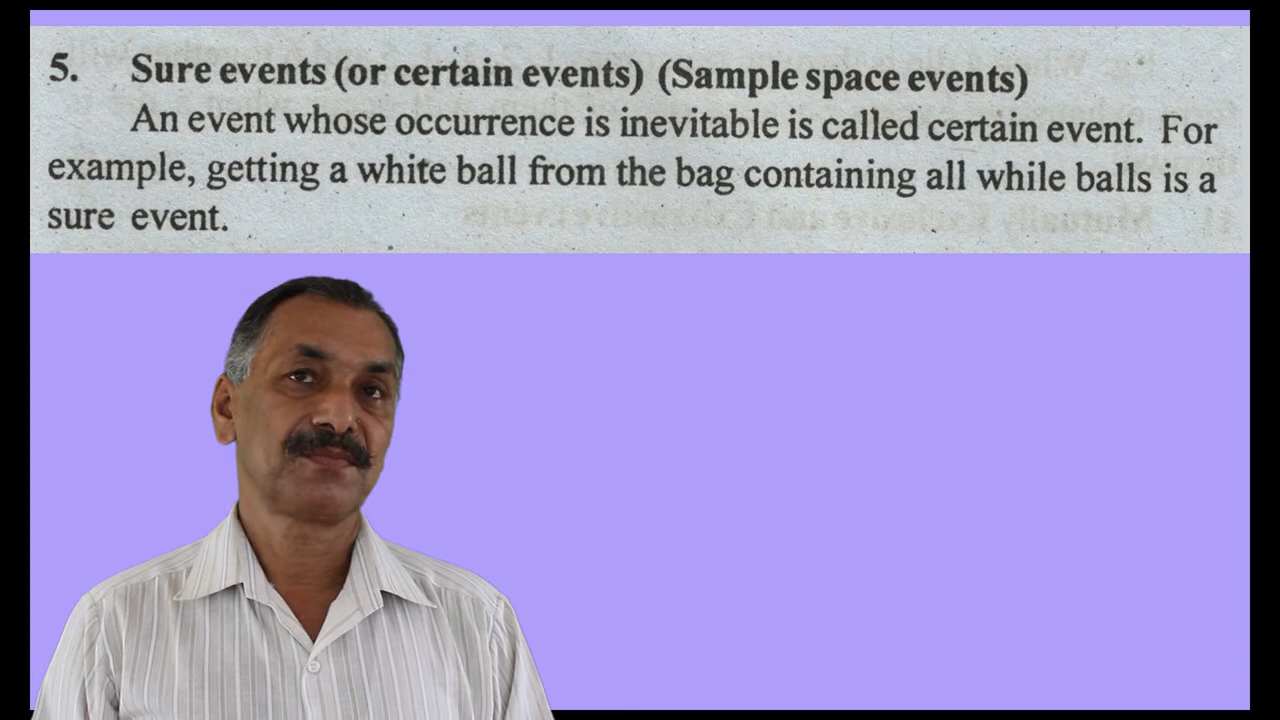 5. Sure events (or certain events) (Sample space events)
An event whose occurrence is inevitable is called certain event. For
example, getting a white ball from the bag containing all while balls is a
sure event.